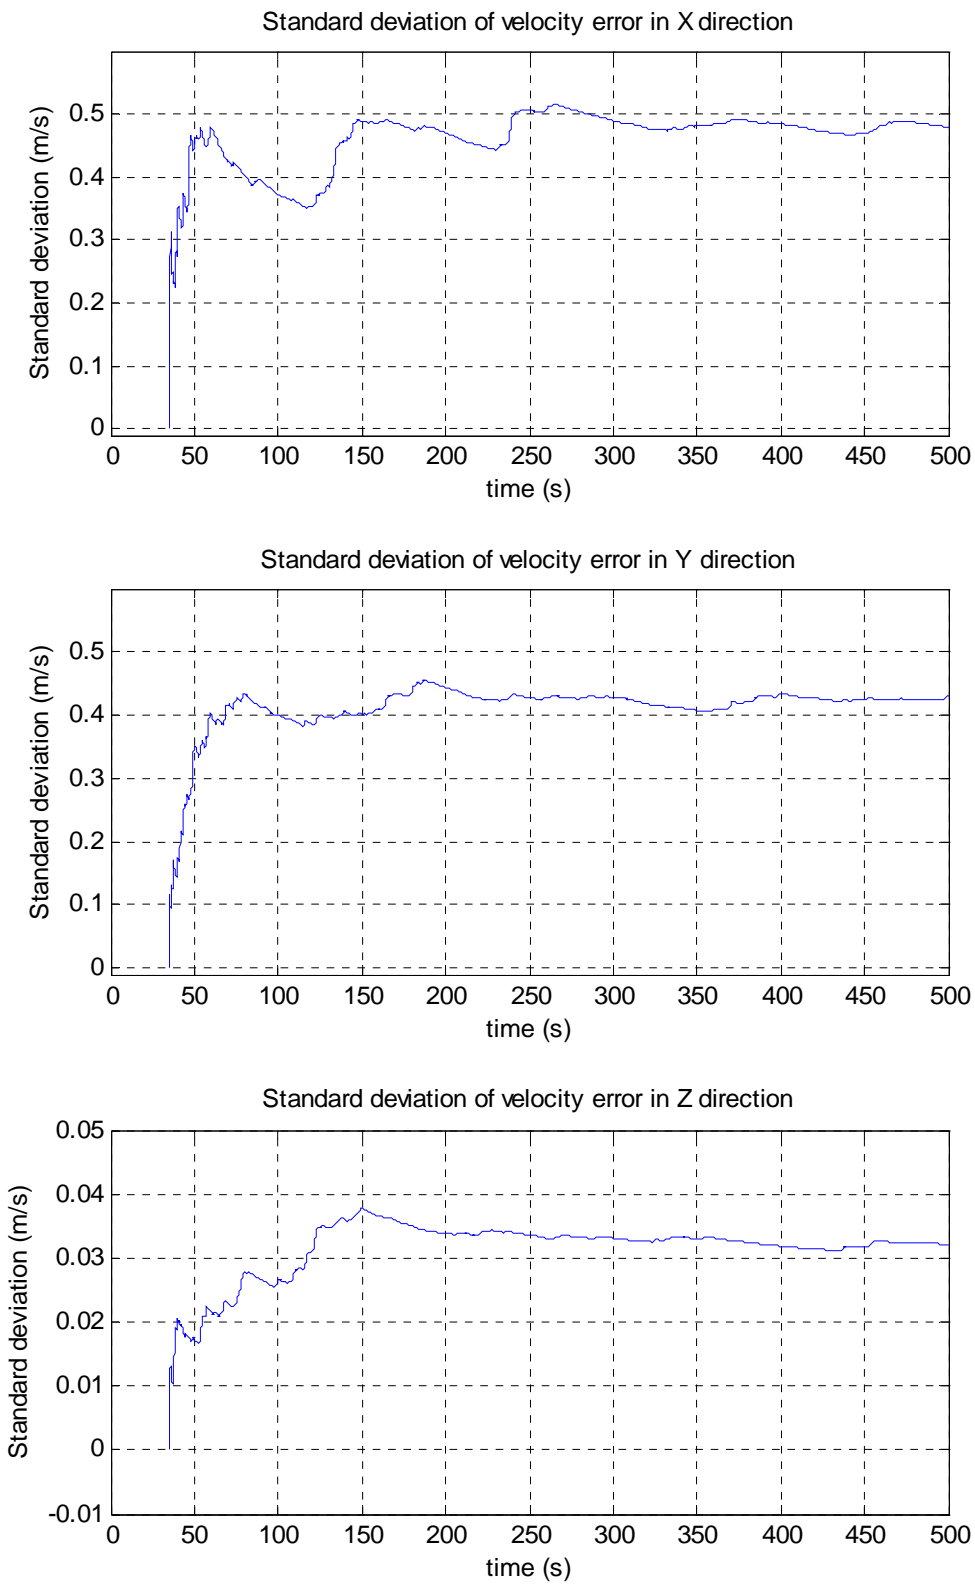 Standard deviation of velocity error in X direction
Standard deviation (m/s)
0.5
0.4
0.3
0.2
0.1
0
0 50 100 150 200 250 300 350 400 450 500
time (s)
Standard deviation of velocity error in Y direction
Standard deviation (m/s)
0.5
0.4
0.3
0.2
0.1
0
0 50 100 150 200 250 300 350 400 450 500
time (s)
Standard deviation of velocity error in Z direction
Standard deviation (m/s)
0.05
0.04
0.03
0.02
0.01
0
-0.01
0 50 100 150 200 250 300 350 400 450 500
time (s)